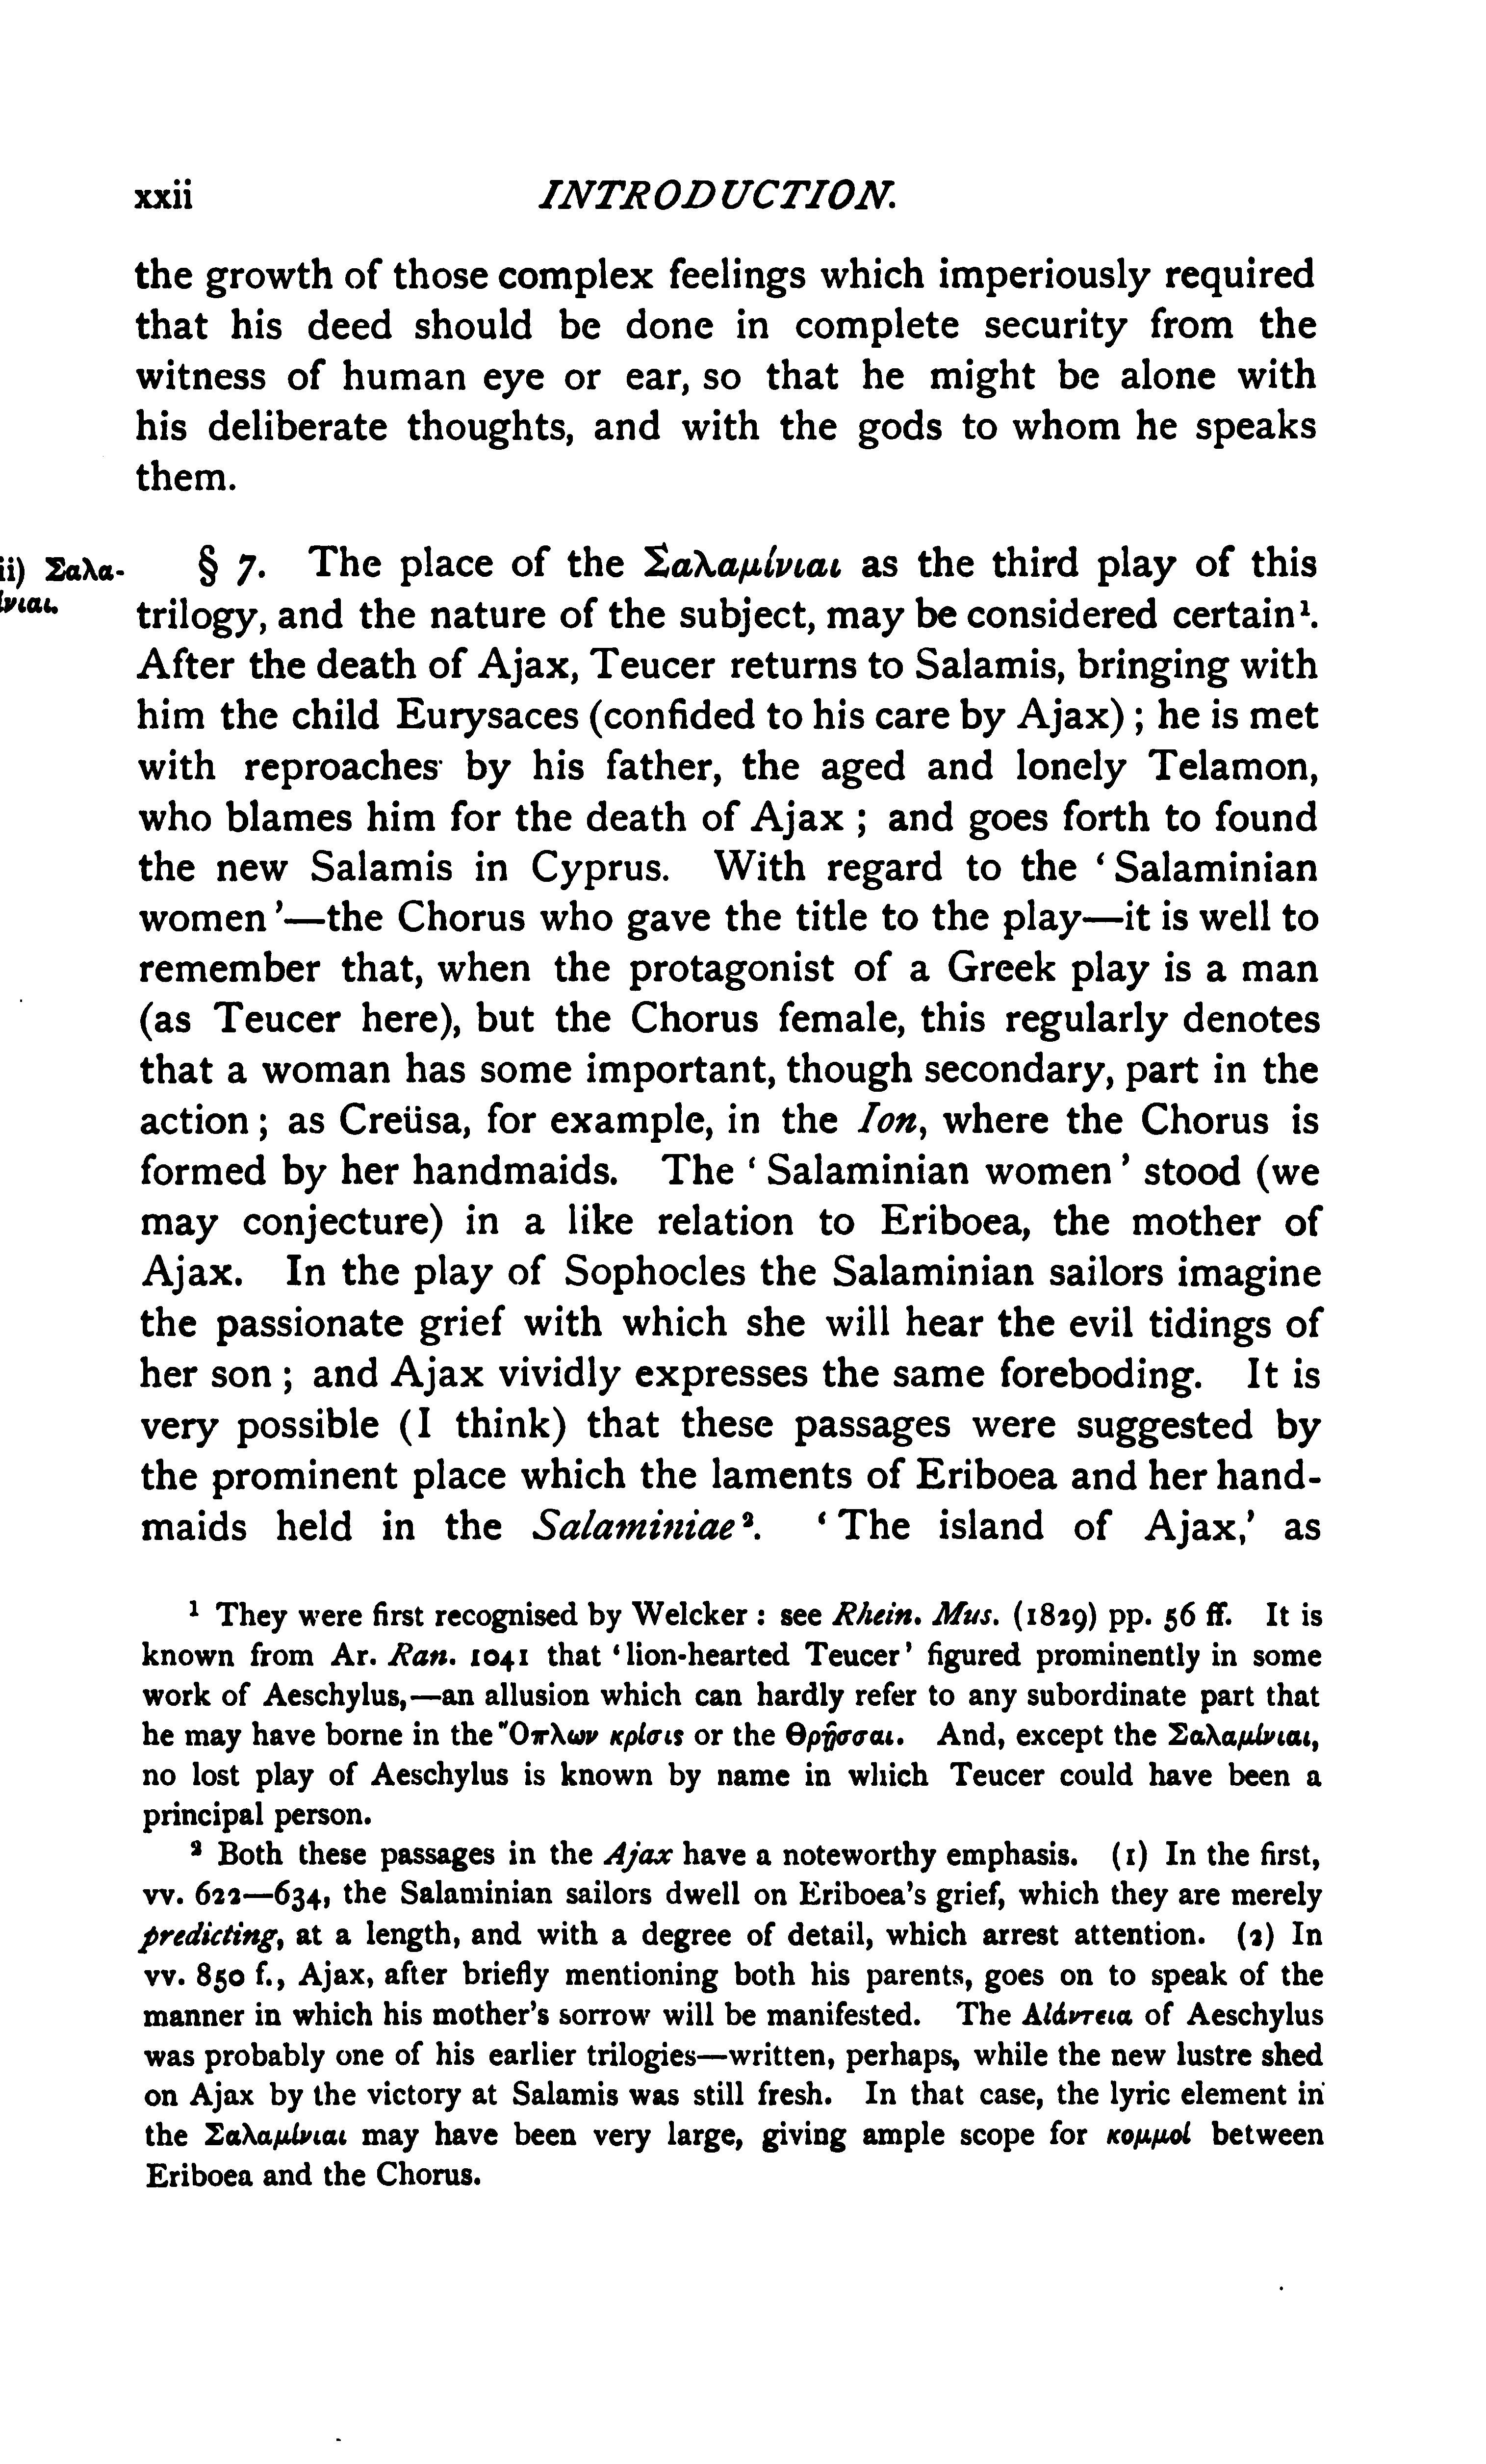 xxii INTRODUCTION.
the growth of those complex feelings which imperiously required
that his deed should be done in complete security from the
witness of human eye or ear, so that he might be alone with
his deliberate thoughts, and with the gods to whom he speaks
them.
ii) Σαλα-
ίνιαι.
§ 7. The place of the Σαλαμίνιαι as the third play of this
trilogy, and the nature of the subject, may be considered certain¹.
After the death of Ajax, Teucer returns to Salamis, bringing with
him the child Eurysaces (confided to his care by Ajax) ; he is met
with reproaches by his father, the aged and lonely Telamon,
who blames him for the death of Ajax ; and goes forth to found
the new Salamis in Cyprus. With regard to the ‘Salaminian
women’—the Chorus who gave the title to the play—it is well to
remember that, when the protagonist of a Greek play is a man
(as Teucer here), but the Chorus female, this regularly denotes
that a woman has some important, though secondary, part in the
action ; as Creüsa, for example, in the Ion, where the Chorus is
formed by her handmaids. The ‘Salaminian women’ stood (we
may conjecture) in a like relation to Eriboea, the mother of
Ajax. In the play of Sophocles the Salaminian sailors imagine
the passionate grief with which she will hear the evil tidings of
her son ; and Ajax vividly expresses the same foreboding. It is
very possible (I think) that these passages were suggested by
the prominent place which the laments of Eriboea and her hand-
maids held in the Salaminiae². ‘The island of Ajax,’ as
¹ They were first recognised by Welcker : see Rhein. Mus. (1829) pp. 56 ff. It is
known from Ar. Ran. 1041 that ‘lion-hearted Teucer’ figured prominently in some
work of Aeschylus,—an allusion which can hardly refer to any subordinate part that
he may have borne in the Ὅπλων κρίσις or the Θρῇσσαι. And, except the Σαλαμίνιαι,
no lost play of Aeschylus is known by name in which Teucer could have been a
principal person.
² Both these passages in the Ajax have a noteworthy emphasis. (1) In the first,
vv. 622—634, the Salaminian sailors dwell on Eriboea's grief, which they are merely
predicting, at a length, and with a degree of detail, which arrest attention. (2) In
vv. 850 f., Ajax, after briefly mentioning both his parents, goes on to speak of the
manner in which his mother's sorrow will be manifested. The Αἰάντεια of Aeschylus
was probably one of his earlier trilogies—written, perhaps, while the new lustre shed
on Ajax by the victory at Salamis was still fresh. In that case, the lyric element in
the Σαλαμίνιαι may have been very large, giving ample scope for κομμοί between
Eriboea and the Chorus.